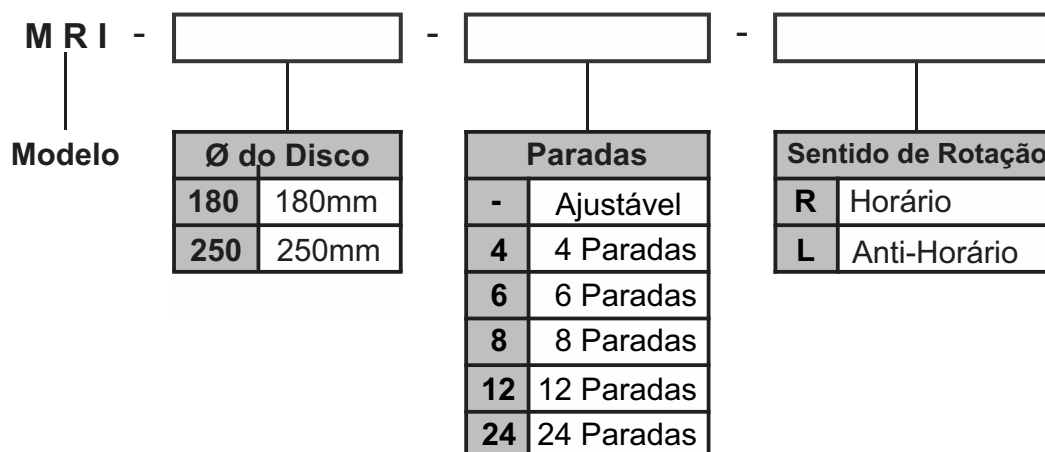 M R I - - -
Modelo
Ø do Disco
180 180mm
250 250mm
Paradas
- Ajustável
4 4 Paradas
6 6 Paradas
8 8 Paradas
12 12 Paradas
24 24 Paradas
Sentido de Rotação
R Horário
L Anti-Horário